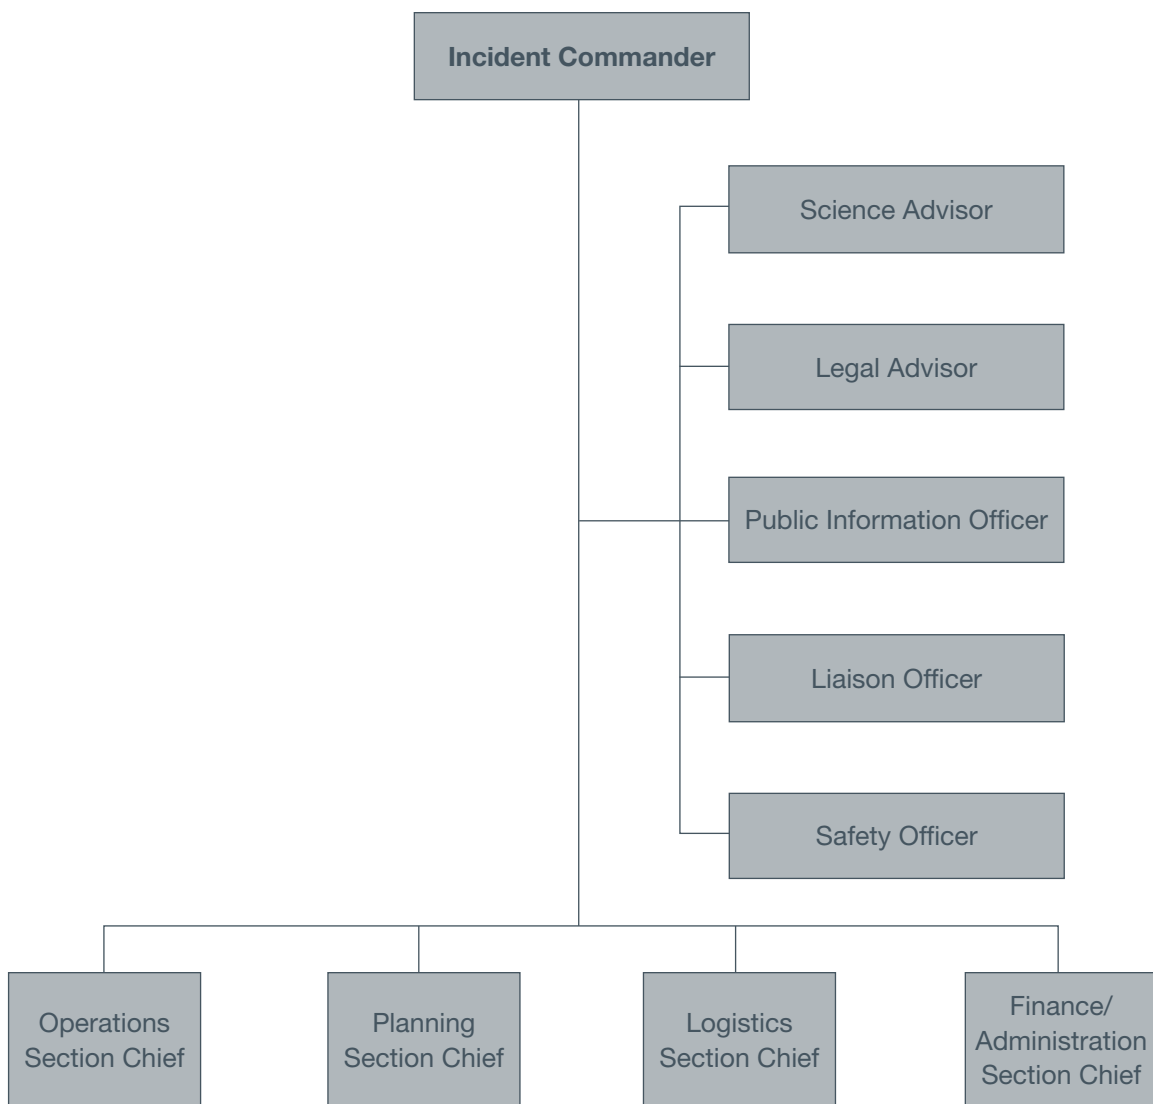 Incident Commander
Science Advisor
Legal Advisor
Public Information Officer
Liaison Officer
Safety Officer
Operations
Section Chief
Planning
Section Chief
Logistics
Section Chief
Finance/
Administration
Section Chief